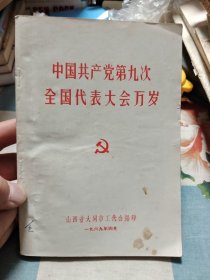 中国共产党第九次
全国代表大会万岁
山西省大同市工代会翻印
一九六九年四月